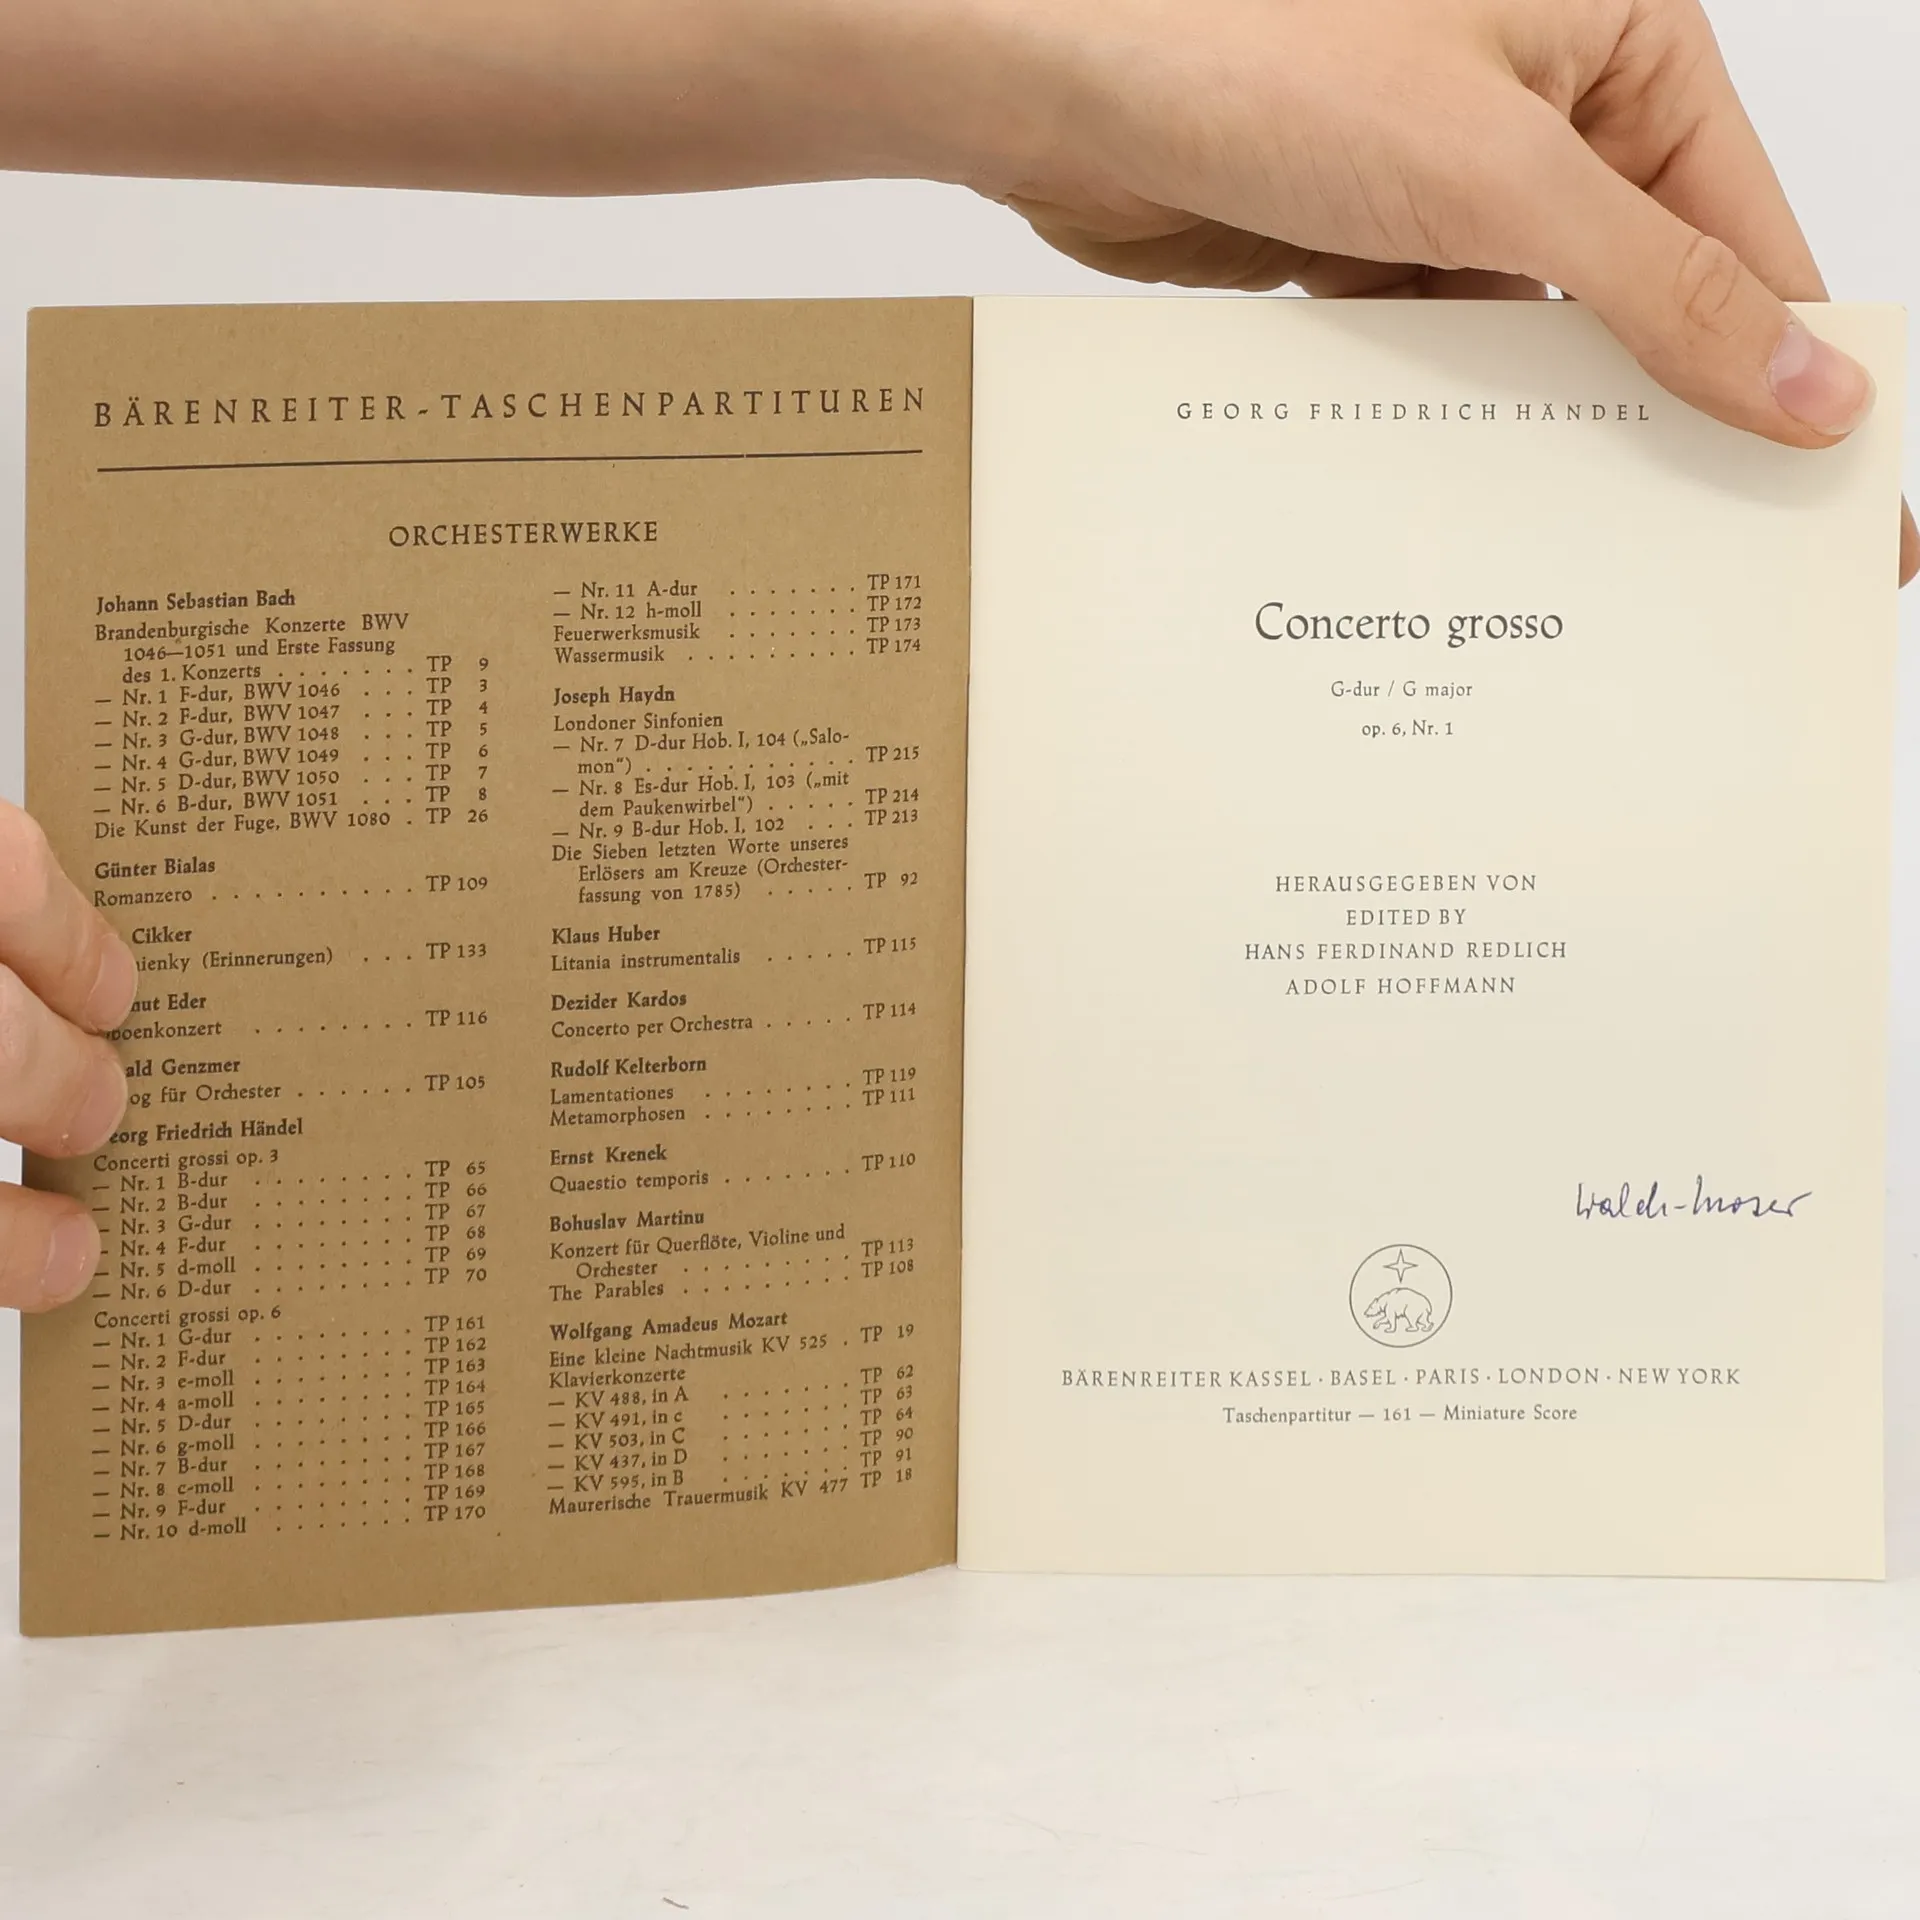 BÄRENREITER-TASCHENPARTITUREN
ORCHESTERWERKE
Johann Sebastian Bach
Brandenburgische Konzerte BWV
1046—1051 und Erste Fassung
des 1. Konzerts . . . . . . . TP 9
— Nr. 1 F-dur, BWV 1046 . . . TP 3
— Nr. 2 F-dur, BWV 1047 . . . TP 4
— Nr. 3 G-dur, BWV 1048 . . . TP 5
— Nr. 4 G-dur, BWV 1049 . . . TP 6
— Nr. 5 D-dur, BWV 1050 . . . TP 7
— Nr. 6 B-dur, BWV 1051 . . . TP 8
Die Kunst der Fuge, BWV 1080 . TP 26
Günter Bialas
Romanzero . . . . . . . . . . TP 109
Cikker
(Erinnerungen) . . . TP 133
Eder
. . . . . . . . TP 116
Genzmer
für Orchester . . . . . . TP 105
Georg Friedrich Händel
Concerti grossi op. 3
— Nr. 1 B-dur . . . . . . . . TP 65
— Nr. 2 B-dur . . . . . . . . TP 66
— Nr. 3 G-dur . . . . . . . . TP 67
— Nr. 4 F-dur . . . . . . . . TP 68
— Nr. 5 d-moll . . . . . . . . TP 69
— Nr. 6 D-dur . . . . . . . . TP 70
Concerti grossi op. 6
— Nr. 1 G-dur . . . . . . . . TP 161
— Nr. 2 F-dur . . . . . . . . TP 162
— Nr. 3 e-moll . . . . . . . . TP 163
— Nr. 4 a-moll . . . . . . . . TP 164
— Nr. 5 D-dur . . . . . . . . TP 165
— Nr. 6 g-moll . . . . . . . . TP 166
— Nr. 7 B-dur . . . . . . . . TP 167
— Nr. 8 c-moll . . . . . . . . TP 168
— Nr. 9 F-dur . . . . . . . . TP 169
— Nr. 10 d-moll . . . . . . . TP 170
— Nr. 11 A-dur . . . . . . . TP 171
— Nr. 12 h-moll . . . . . . . TP 172
Feuerwerksmusik . . . . . . . TP 173
Wassermusik . . . . . . . . . TP 174
Joseph Haydn
Londoner Sinfonien
— Nr. 7 D-dur Hob. I, 104 („Salo-
mon“) . . . . . . . . . . . TP 215
— Nr. 8 Es-dur Hob. I, 103 („mit
dem Paukenwirbel“) . . . . . TP 214
— Nr. 9 B-dur Hob. I, 102 . . . TP 213
Die Sieben letzten Worte unseres
Erlösers am Kreuze (Orchester-
fassung von 1785) . . . . . TP 92
Klaus Huber
Litania instrumentalis . . . . . TP 115
Dezider Kardos
Concerto per Orchestra . . . . . TP 114
Rudolf Kelterborn
Lamentationes . . . . . . . . TP 119
Metamorphosen . . . . . . . . TP 111
Ernst Krenek
Quaestio temporis . . . . . . . TP 110
Bohuslav Martinu
Konzert für Querflöte, Violine und
Orchester . . . . . . . . . TP 113
The Parables . . . . . . . . . TP 108
Wolfgang Amadeus Mozart
Eine kleine Nachtmusik KV 525 . TP 19
Klavierkonzerte
— KV 488, in A . . . . . . . TP 62
— KV 491, in c . . . . . . . TP 63
— KV 503, in C . . . . . . . TP 64
— KV 437, in D . . . . . . . TP 90
— KV 595, in B . . . . . . . TP 91
Maurerische Trauermusik KV 477 TP 18
GEORG FRIEDRICH HÄNDEL
Concerto grosso
G-dur / G major
op. 6, Nr. 1
HERAUSGEGEBEN VON
EDITED BY
HANS FERDINAND REDLICH
ADOLF HOFFMANN
Walch-Moser
BÄRENREITER KASSEL · BASEL · PARIS · LONDON · NEW YORK
Taschenpartitur — 161 — Miniature Score